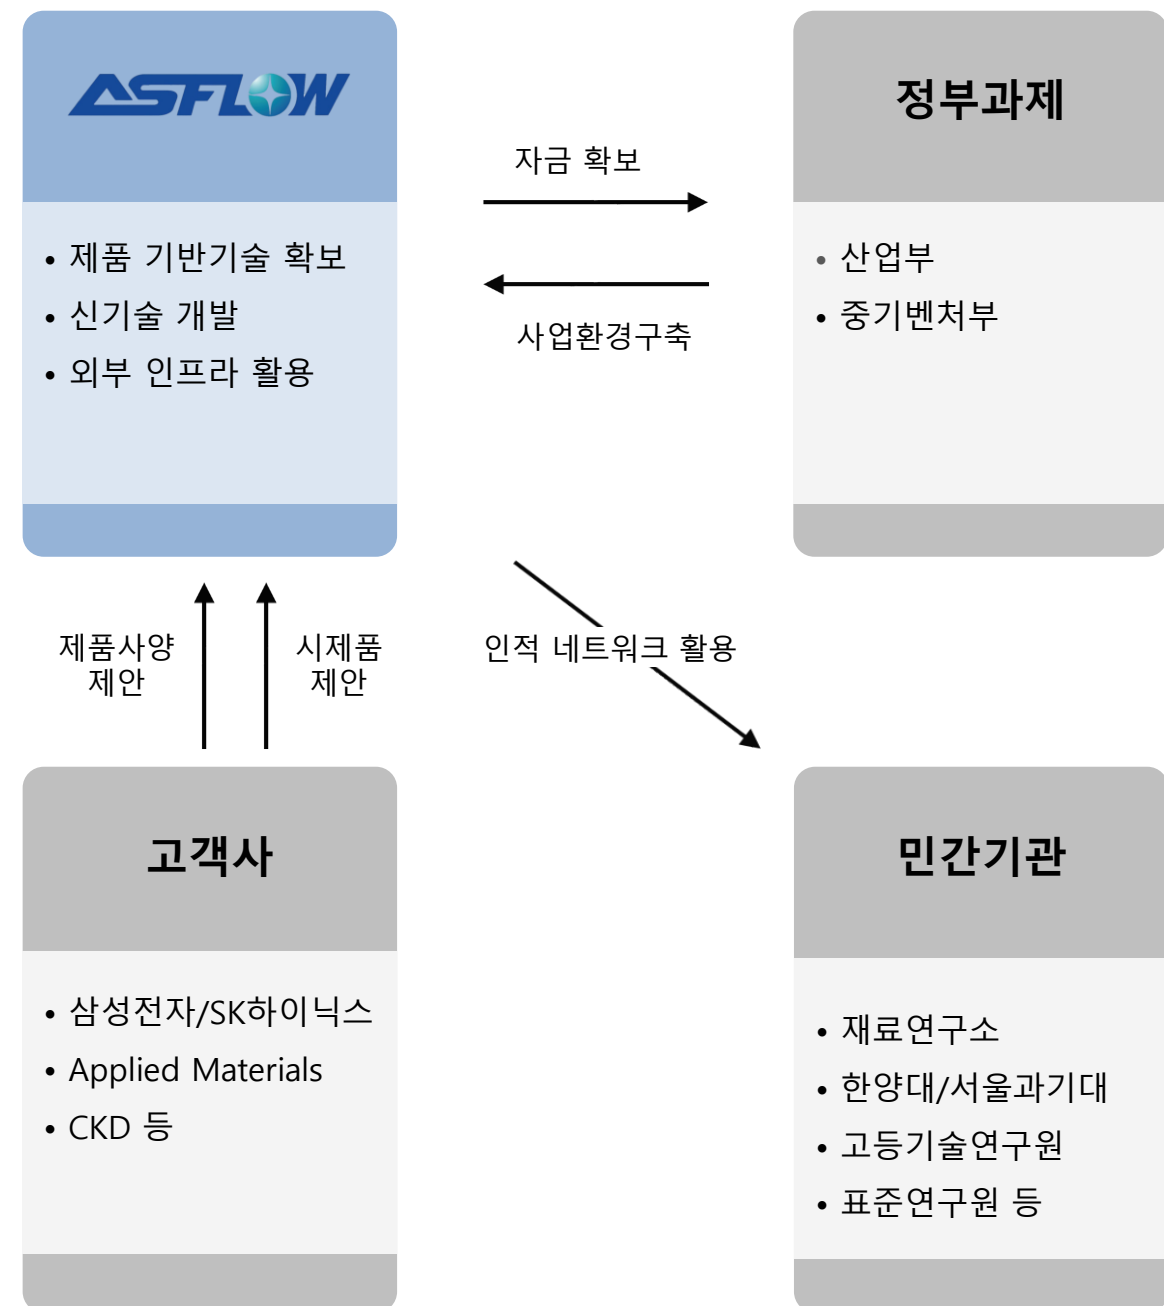 ASFLOW
• 제품 기반기술 확보
• 신기술 개발
• 외부 인프라 활용
자금 확보
사업환경구축
정부과제
• 산업부
• 중기벤처부
제품사양
제안
시제품
제안
인적 네트워크 활용
고객사
• 삼성전자/SK하이닉스
• Applied Materials
• CKD 등
민간기관
• 재료연구소
• 한양대/서울과기대
• 고등기술연구원
• 표준연구원 등